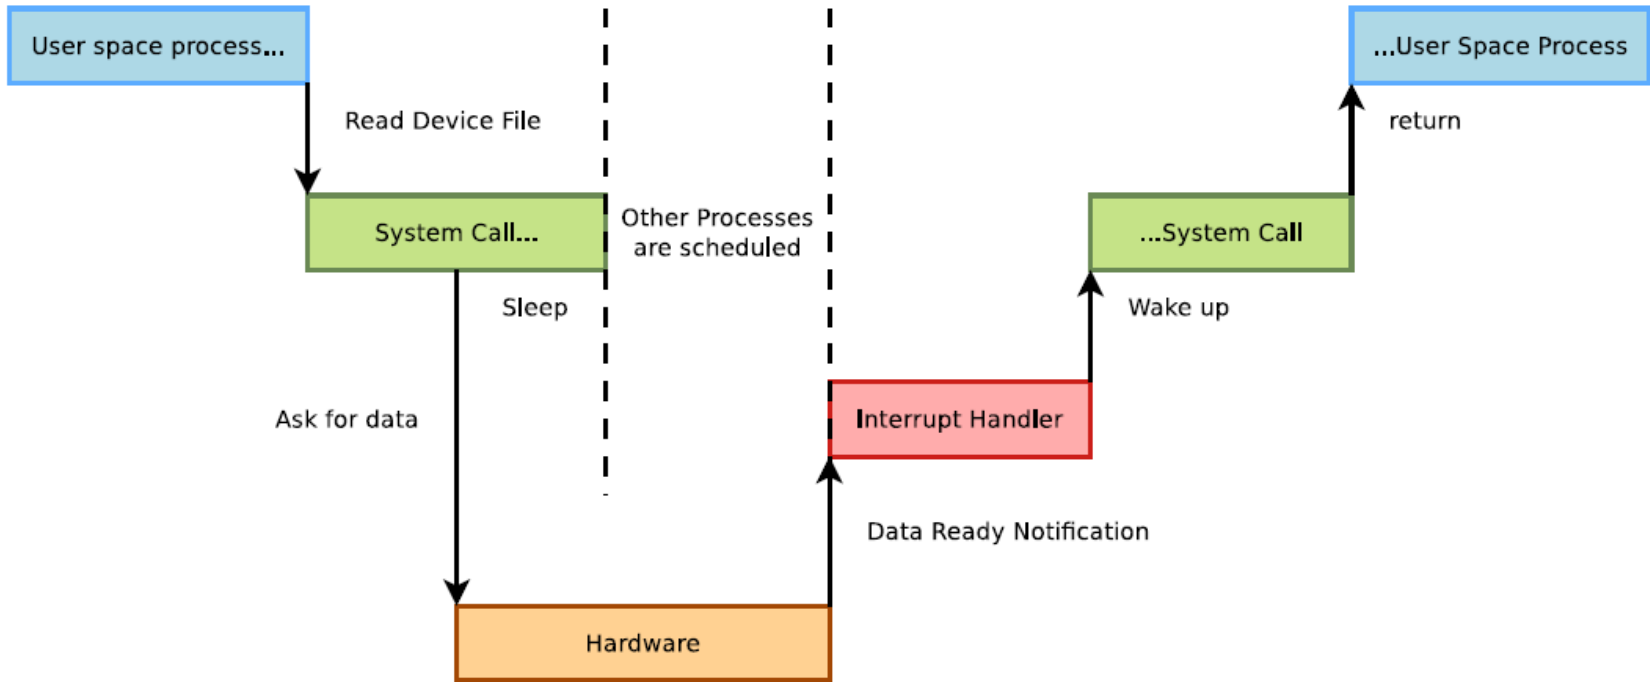 User space process...
...User Space Process
Read Device File
return
System Call...
Other Processes
are scheduled
...System Call
Sleep
Wake up
Ask for data
Interrupt Handler
Data Ready Notification
Hardware